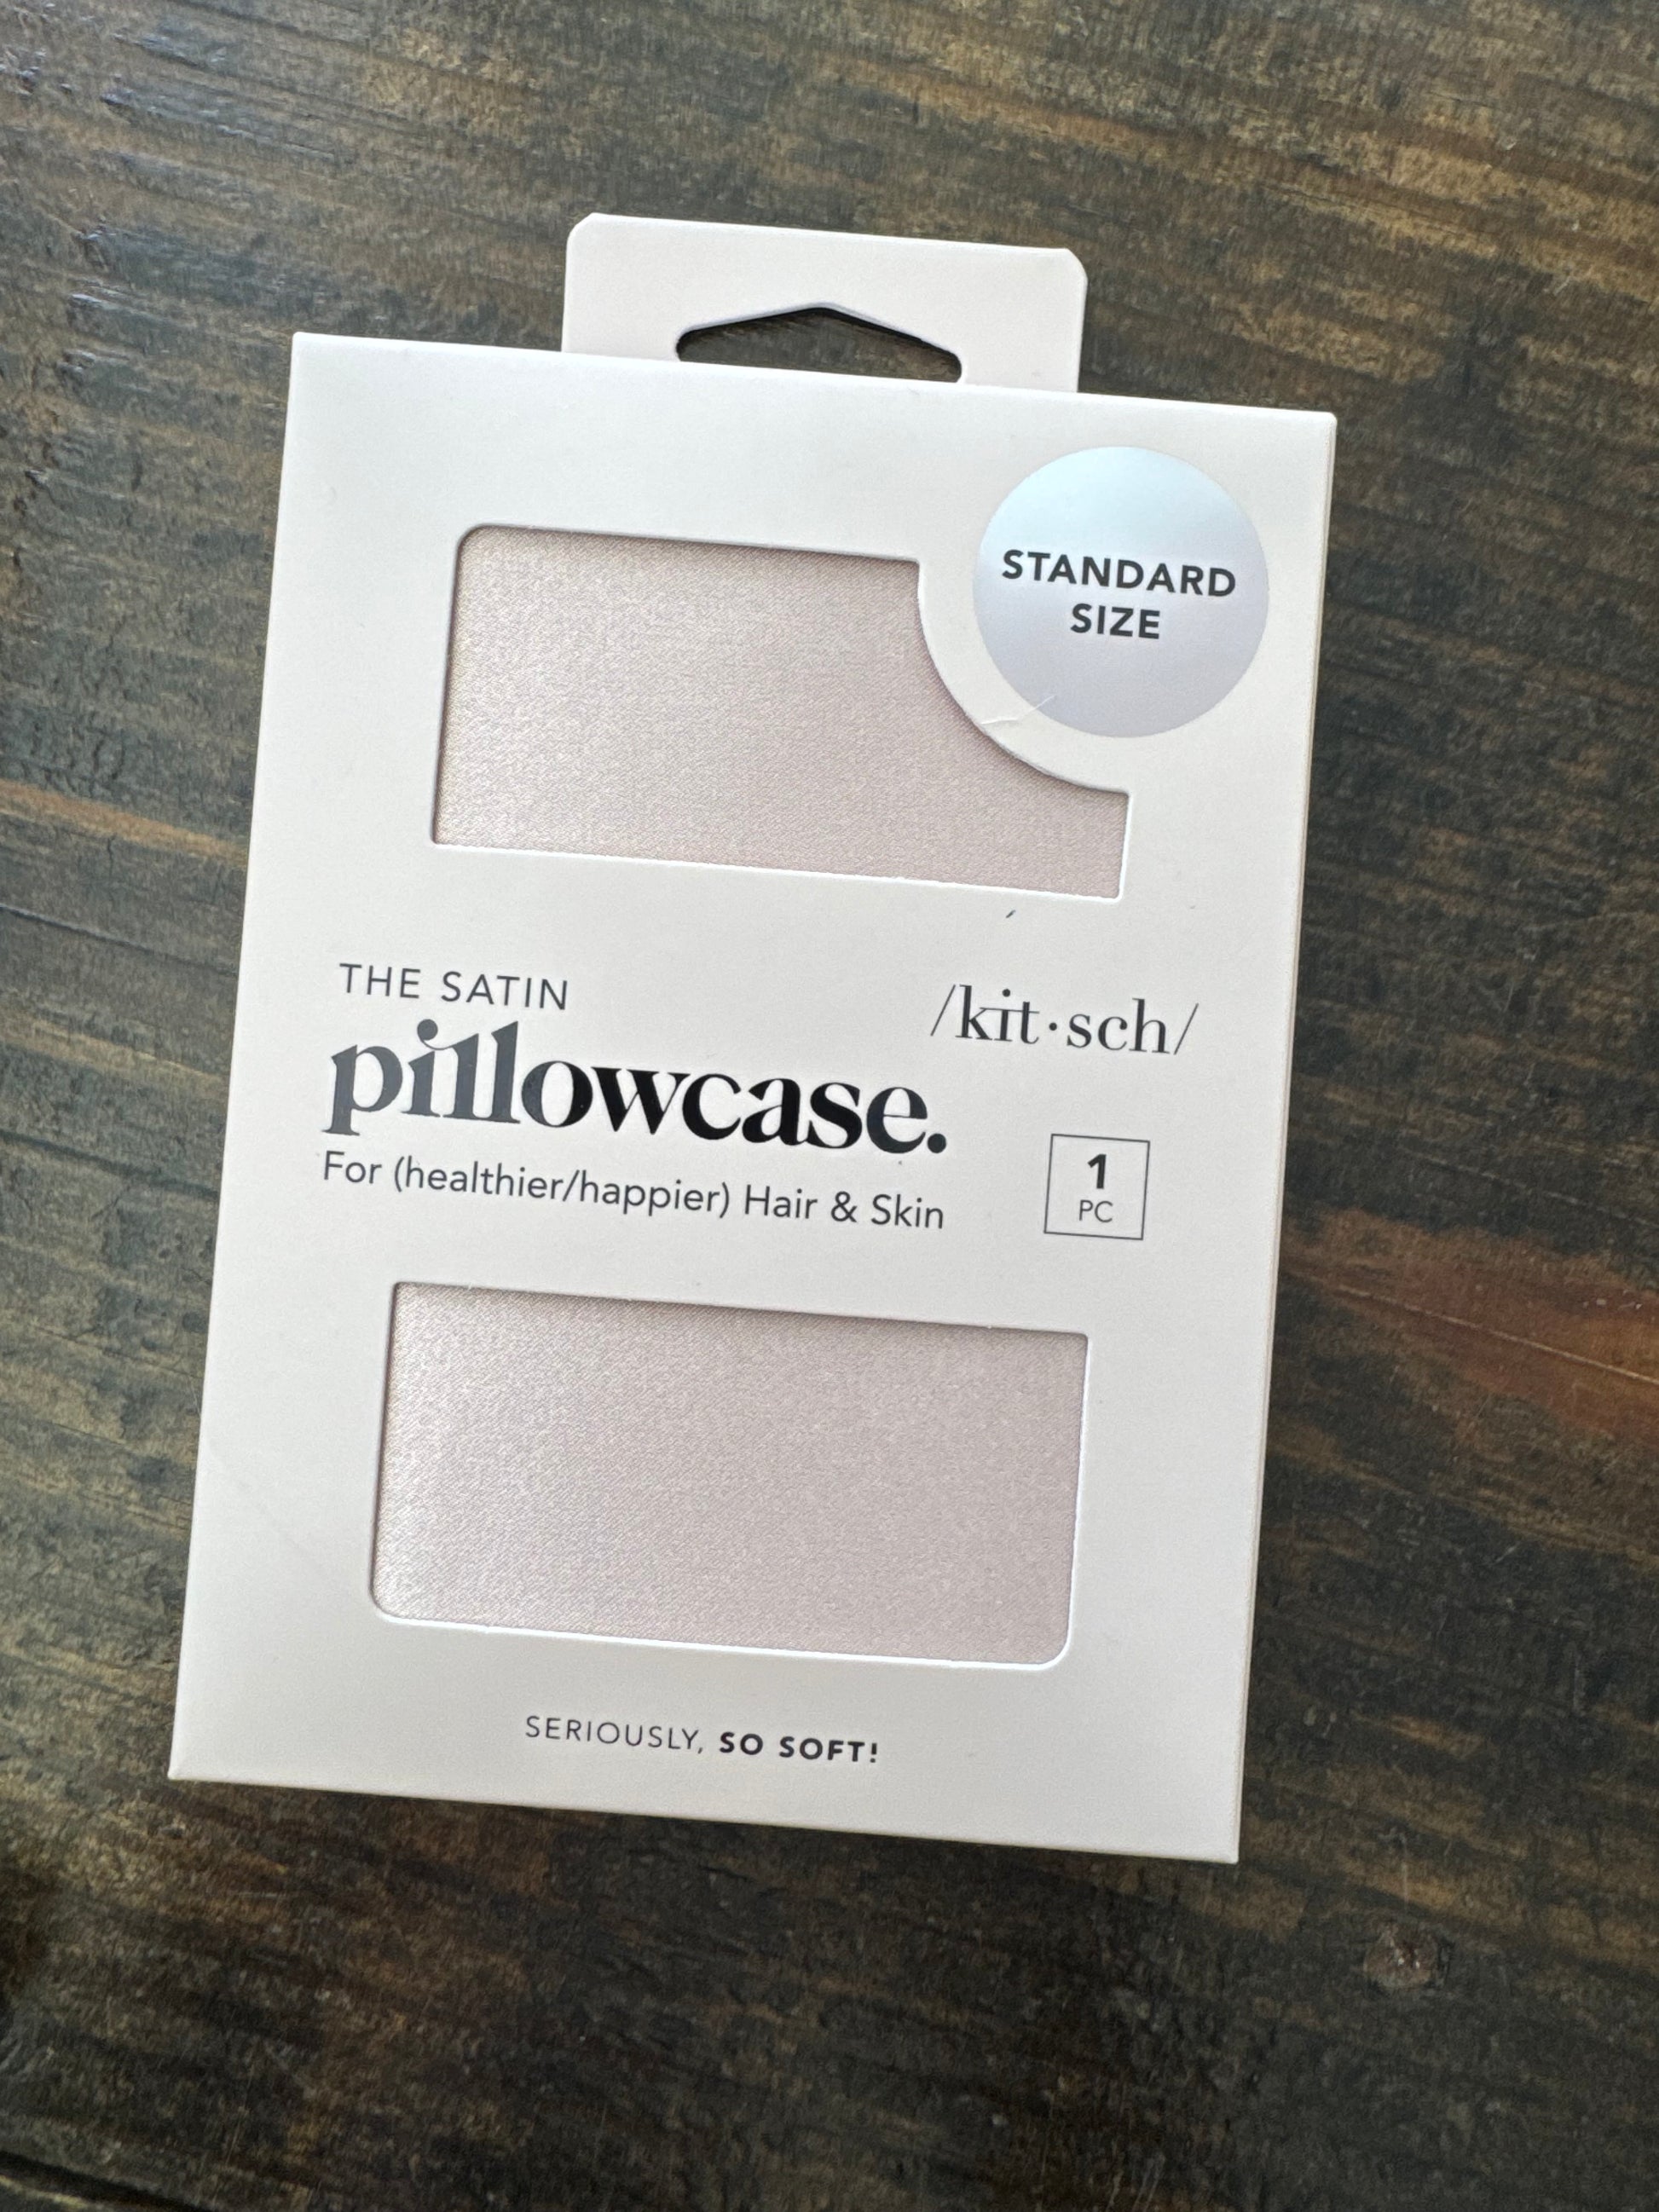 STANDARD
SIZE
THE SATIN
pillowcase.
For (healthier/happier) Hair & Skin
/kit·sch/
1
PC
SERIOUSLY, SO SOFT!